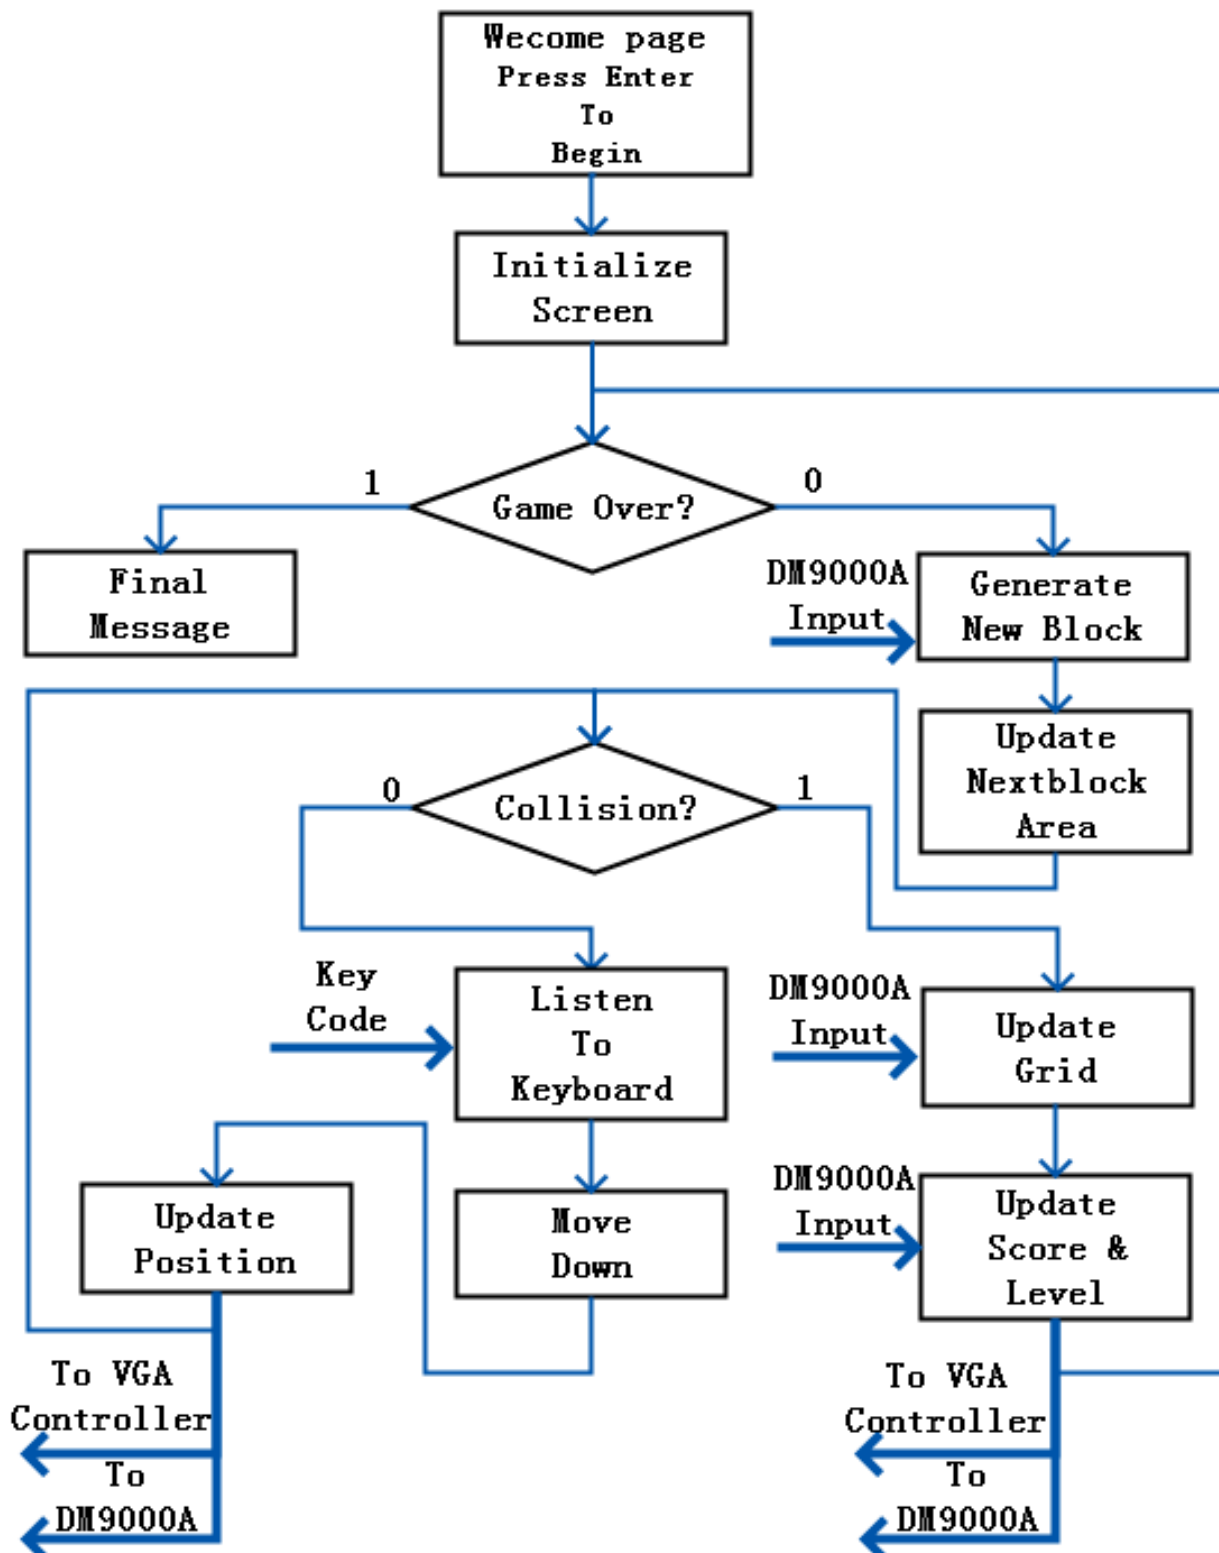 Wecome page
Press Enter
To
Begin
Initialize
Screen
1
Game Over?
0
Final
Message
DM9000A
Input
Generate
New Block
Update
Nextblock
Area
0
Collision?
1
Key
Code
Listen
To
Keyboard
DM9000A
Input
Update
Grid
Update
Position
Move
Down
DM9000A
Input
Update
Score &
Level
To VGA
Controller
To
DM9000A
To VGA
Controller
To
DM9000A